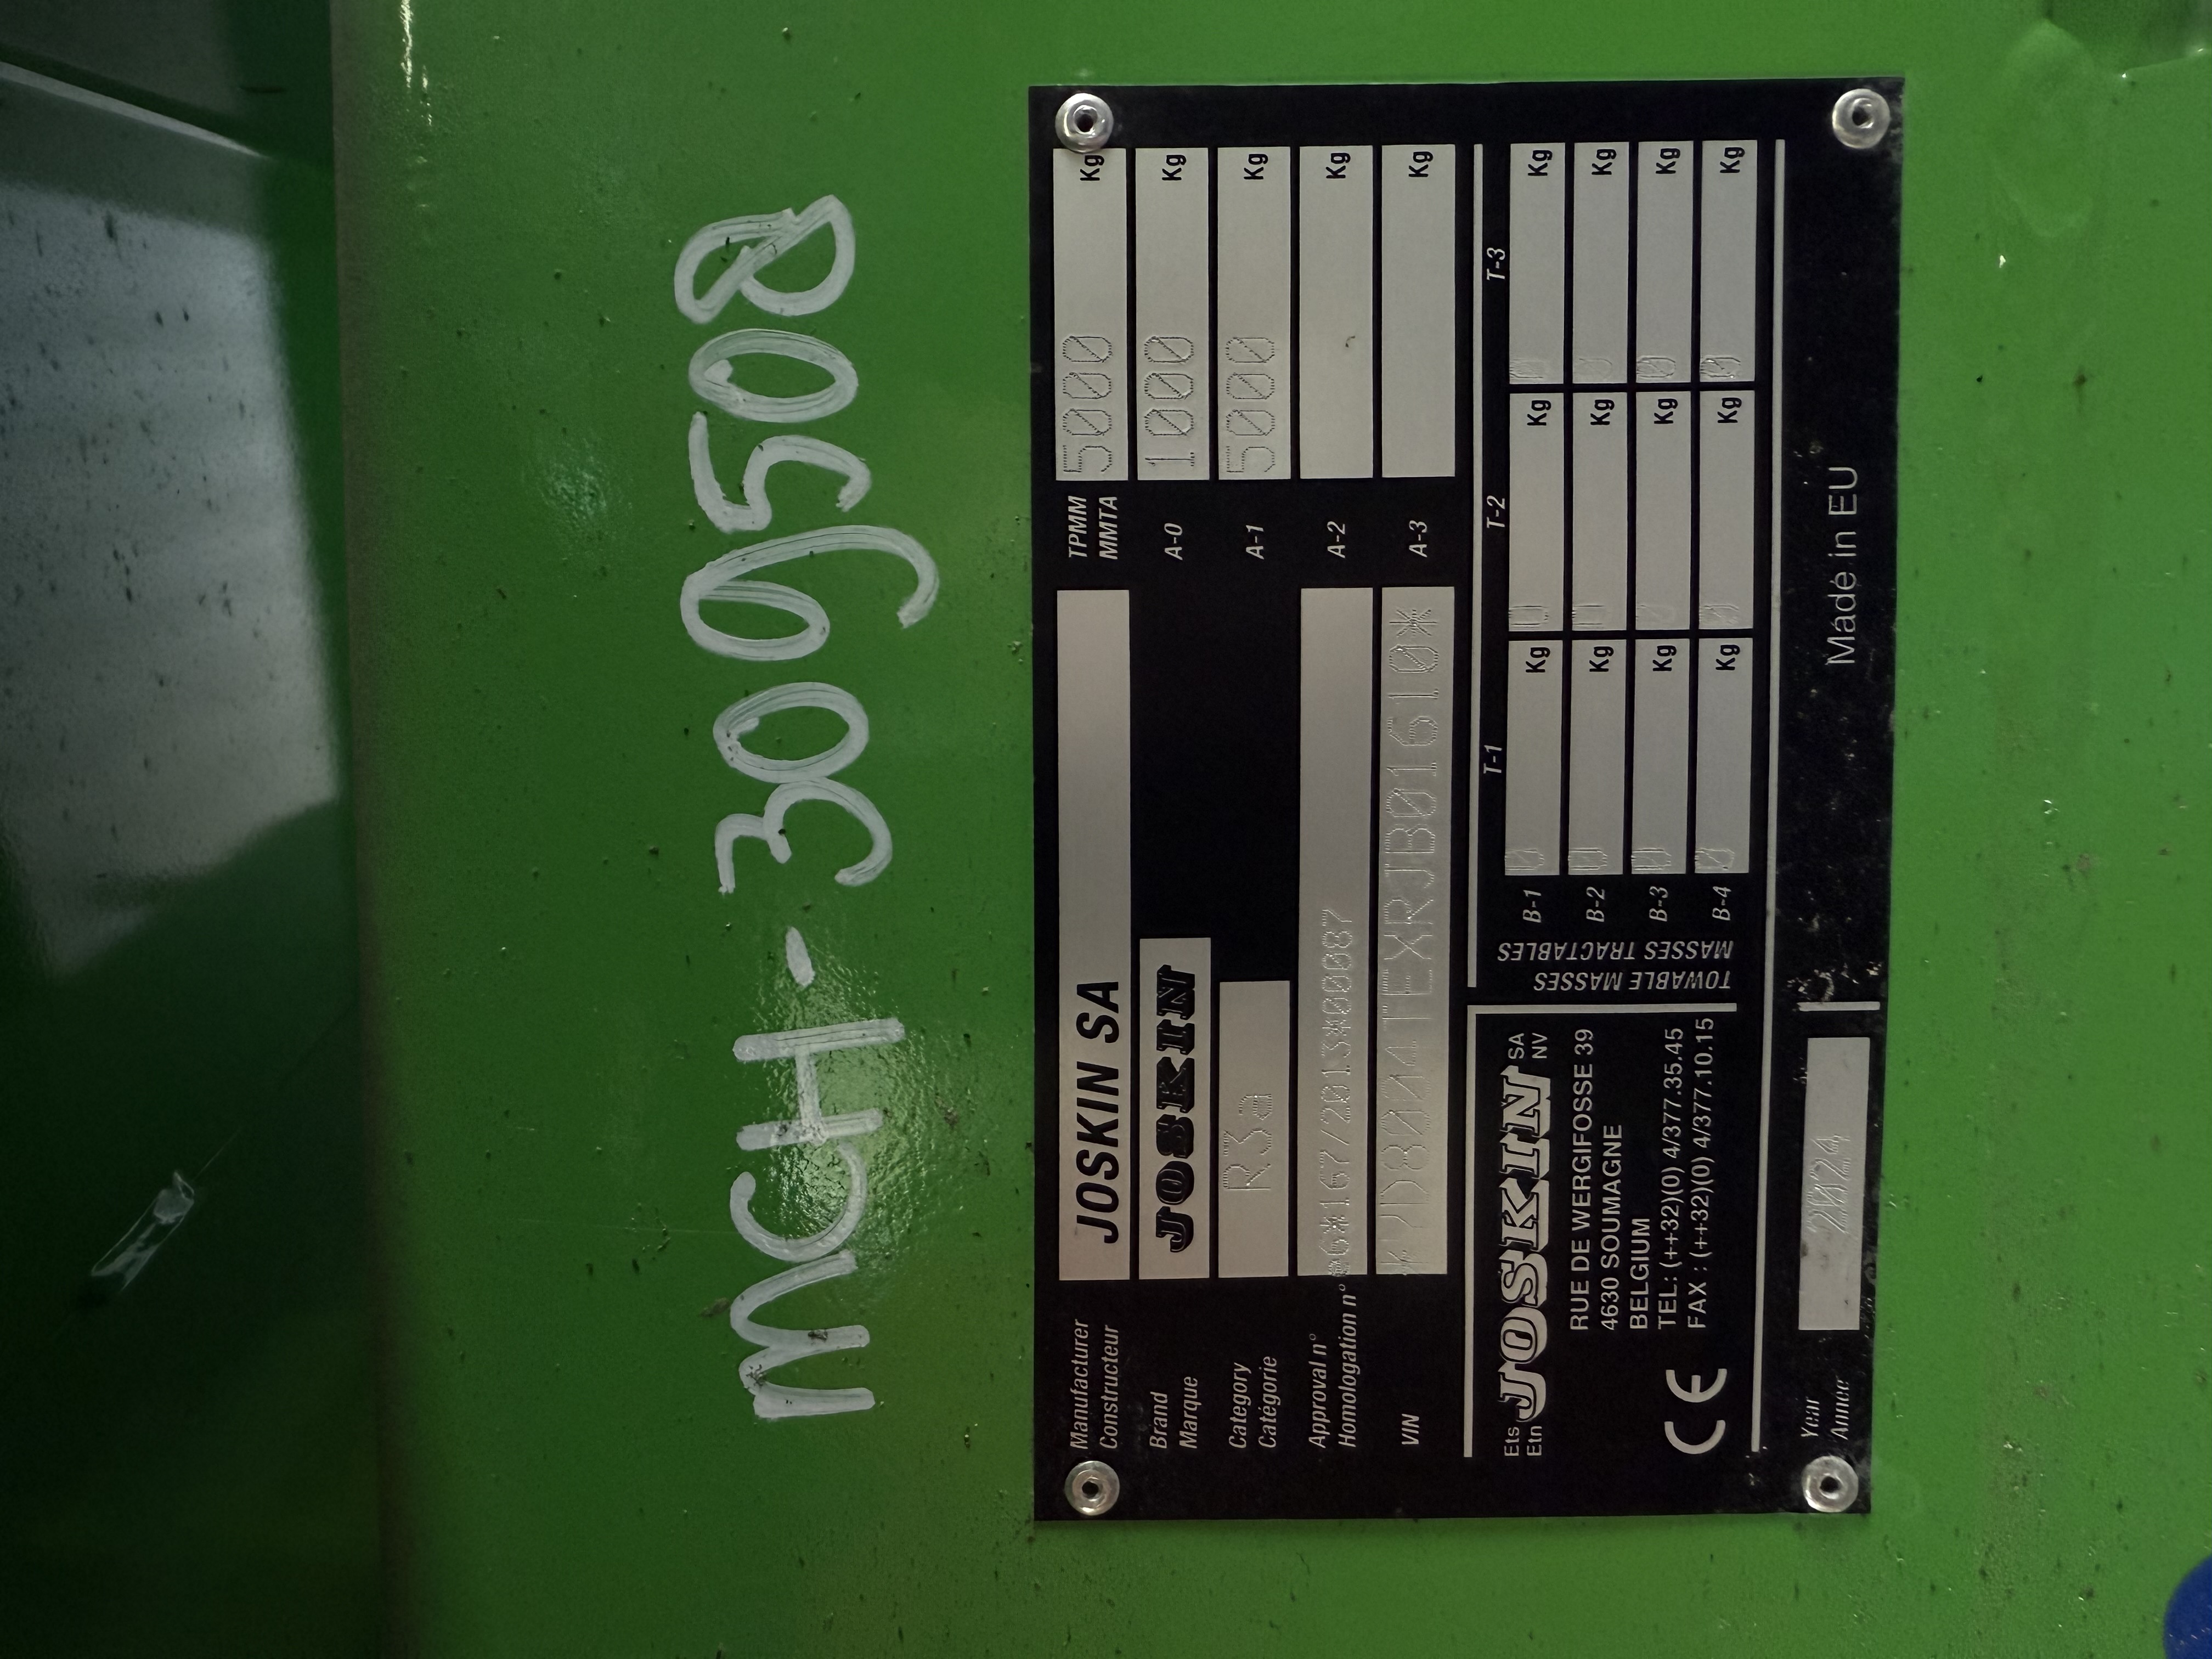 MCH-309508
Manufacturer
Constructeur
JOSKIN SA
TPMM
MMTA
5000 Kg
Brand
Marque
JOSKIN
A-0
1000 Kg
Category
Catégorie
R3a
A-1
5000 Kg
Approval n°
Homologation n°
e6*167/2013*00087
A-2
Kg
VIN
A-3
Kg
Ets
Etn
JOSKIN
SA
NV
RUE DE WERGIFOSSE 39
4630 SOUMAGNE
BELGIUM
TEL: (++32)(0) 4/377.35.45
FAX : (++32)(0) 4/377.10.15
CE
TOWABLE MASSES
MASSES TRACTABLES
T-1 T-2 T-3
B-1 0 Kg 0 Kg 0 Kg
B-2 0 Kg 0 Kg 0 Kg
B-3 0 Kg 0 Kg 0 Kg
B-4 0 Kg 0 Kg 0 Kg
Year
Année
2024
Made in EU